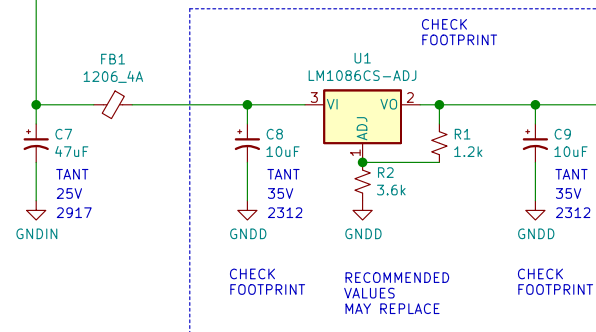 CHECK
FOOTPRINT
FB1
1206_4A
U1
LM1086CS-ADJ
3
VI
VO
2
ADJ
1
+
C7
47uF
TANT
25V
2917
GNDIN
+
C8
10uF
TANT
35V
2312
GNDD
R1
1.2k
R2
3.6k
GNDD
+
C9
10uF
TANT
35V
2312
GNDD
CHECK
FOOTPRINT
RECOMMENDED
VALUES
MAY REPLACE
CHECK
FOOTPRINT